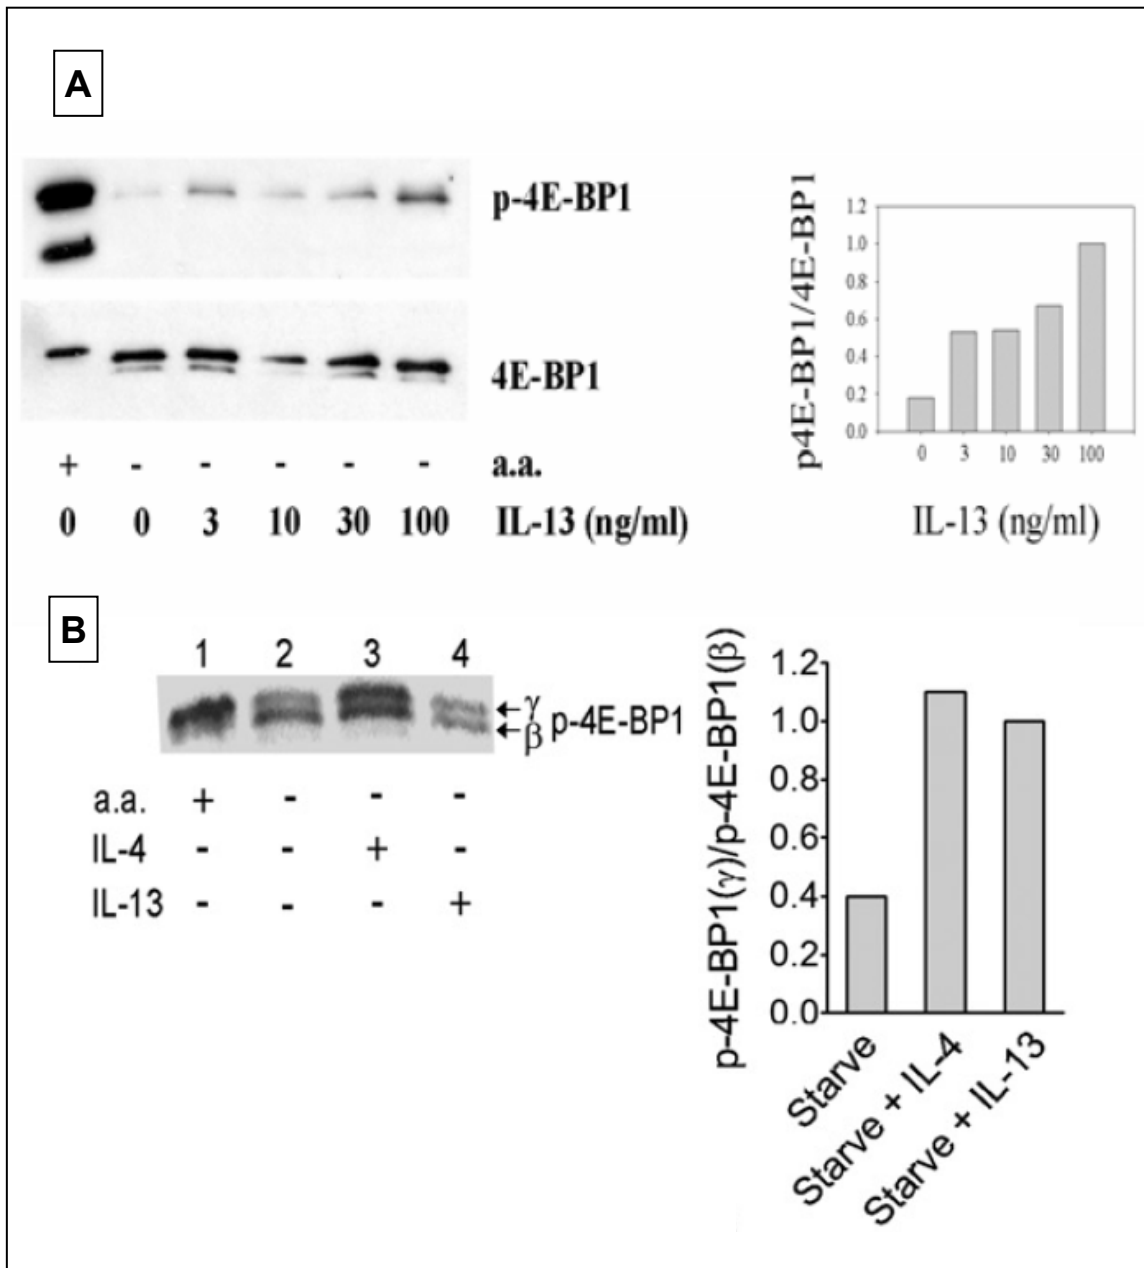 A
p-4E-BP1
4E-BP1
+ - - - - - a.a.
0 0 3 10 30 100 IL-13 (ng/ml)
p4E-BP1/4E-BP1
1.2
1.0
0.8
0.6
0.4
0.2
0.0
0 3 10 30 100
IL-13 (ng/ml)
B
1 2 3 4
←γ
←β p-4E-BP1
a.a. + - - -
IL-4 - - + -
IL-13 - - - +
p-4E-BP1(γ)/p-4E-BP1(β)
1.2
1.0
0.8
0.6
0.4
0.2
0.0
Starve
Starve + IL-4
Starve + IL-13